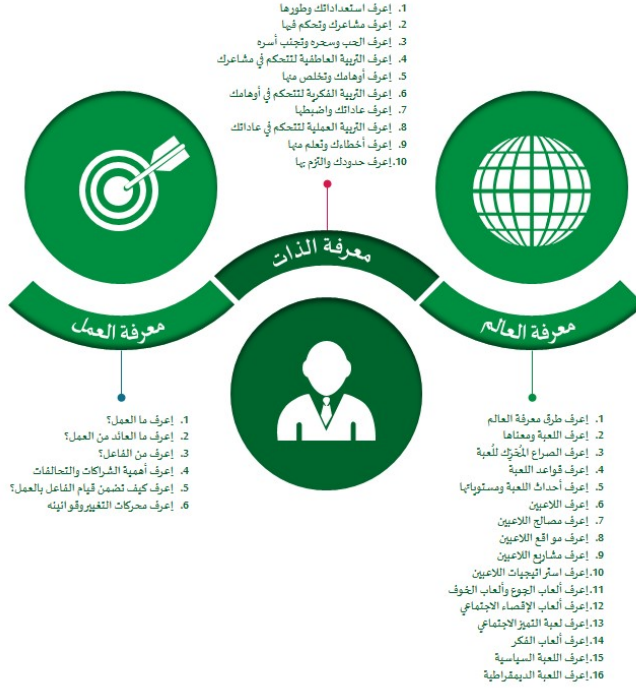 1. إعرف استعداداتك وطورها
2. إعرف مشاعرك وتحكم فيها
3. إعرف الحب وسحره وتجنب أسره
4. إعرف التربية العاطفية لتتحكم في مشاعرك
5. إعرف أوهامك وتخلص منها
6. إعرف التربية الفكرية لتتحكم في أوهامك
7. إعرف عاداتك واضبطها
8. إعرف التربية العملية لتتحكم في عاداتك
9. إعرف أخطاءك وتعلم منها
10. إعرف حدودك والتزم بها
معرفة الذات
معرفة العالم
معرفة العمل
1. إعرف طرق معرفة العالم
2. إعرف اللعبة ومعناها
3. إعرف الصراع المُحَرِّك للُعبة
4. إعرف قواعد اللعبة
5. إعرف أحداث اللعبة ومستوياتها
6. إعرف اللاعبين
7. إعرف مصالح اللاعبين
8. إعرف مواقع اللاعبين
9. إعرف مشاريع اللاعبين
10. إعرف استراتيجيات اللاعبين
11. إعرف ألعاب الجوع وألعاب الخوف
12. إعرف ألعاب الإقصاء الاجتماعي
13. إعرف لعبة التميز الاجتماعي
14. إعرف ألعاب الفكر
15. إعرف اللعبة السياسية
16. إعرف اللعبة الديمقراطية
1. إعرف ما العمل؟
2. إعرف ما العائد من العمل؟
3. إعرف من الفاعل؟
4. إعرف أهمية الشراكات والتحالفات
5. إعرف كيف تضمن قيام الفاعل بالعمل؟
6. إعرف محركات التغيير وقوانينه